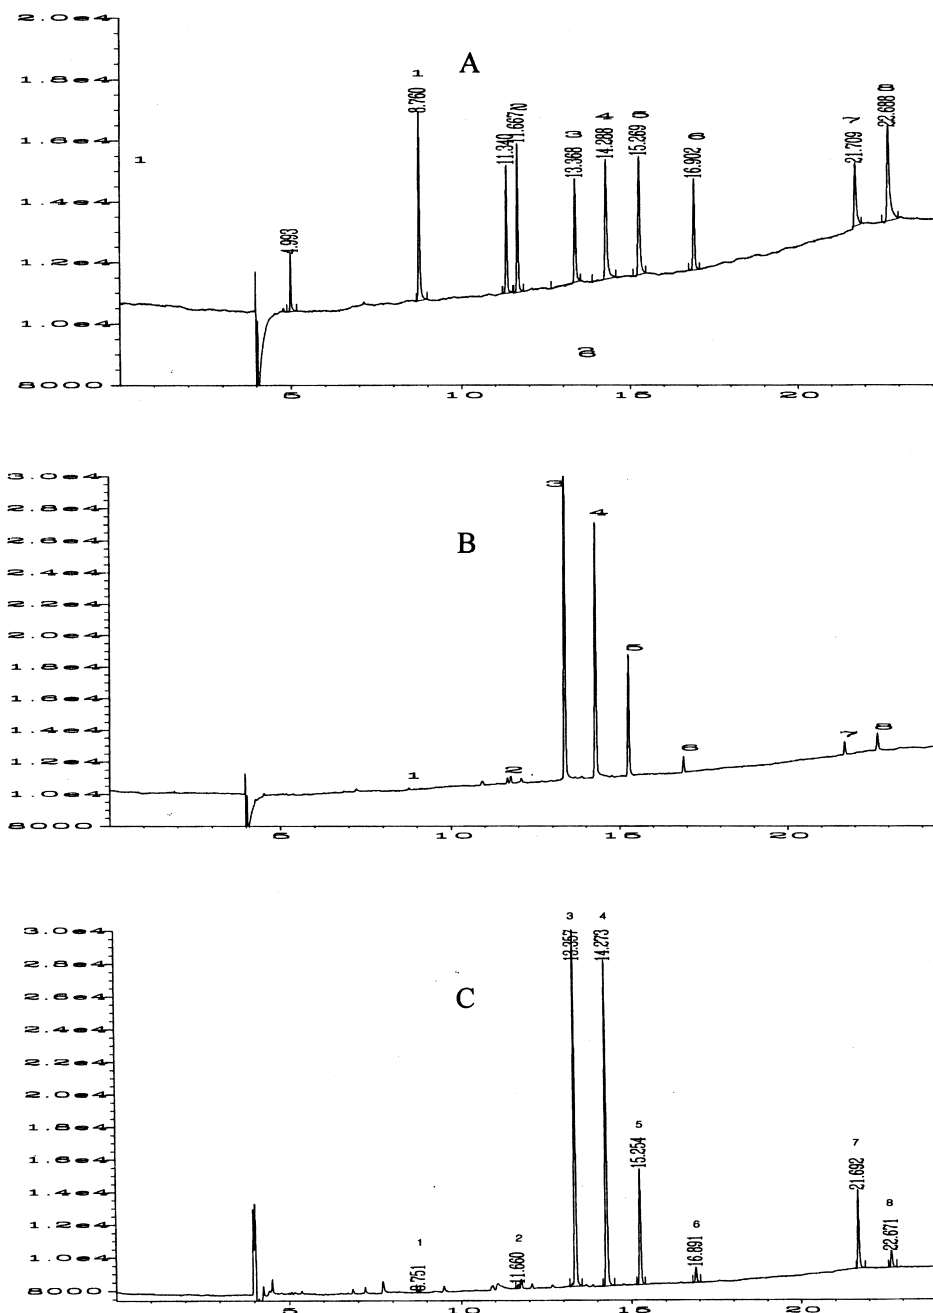 2.0e4
A
1
1.8e4
8.760
11.667
22.688
1.6e4
11.340
13.368
14.288 4
15.269
16.902
21.709
1
1.4e4
4.993
1.2e4
1.0e4
8000
5
10
15
20
3.0e4
3
2.8e4
4
B
2.6e4
2.4e4
2.2e4
2.0e4
5
1.8e4
1.6e4
1.4e4
7
8
6
1.2e4
1
2
1.0e4
8000
5
10
15
20
3
4
3.0e4
13.357
14.273
2.8e4
C
2.6e4
2.4e4
2.2e4
2.0e4
5
1.8e4
15.254
7
1.6e4
21.692
1.4e4
8
6
1.2e4
22.671
2
1
16.891
1.0e4
11.660
8.751
8000
5
10
15
20